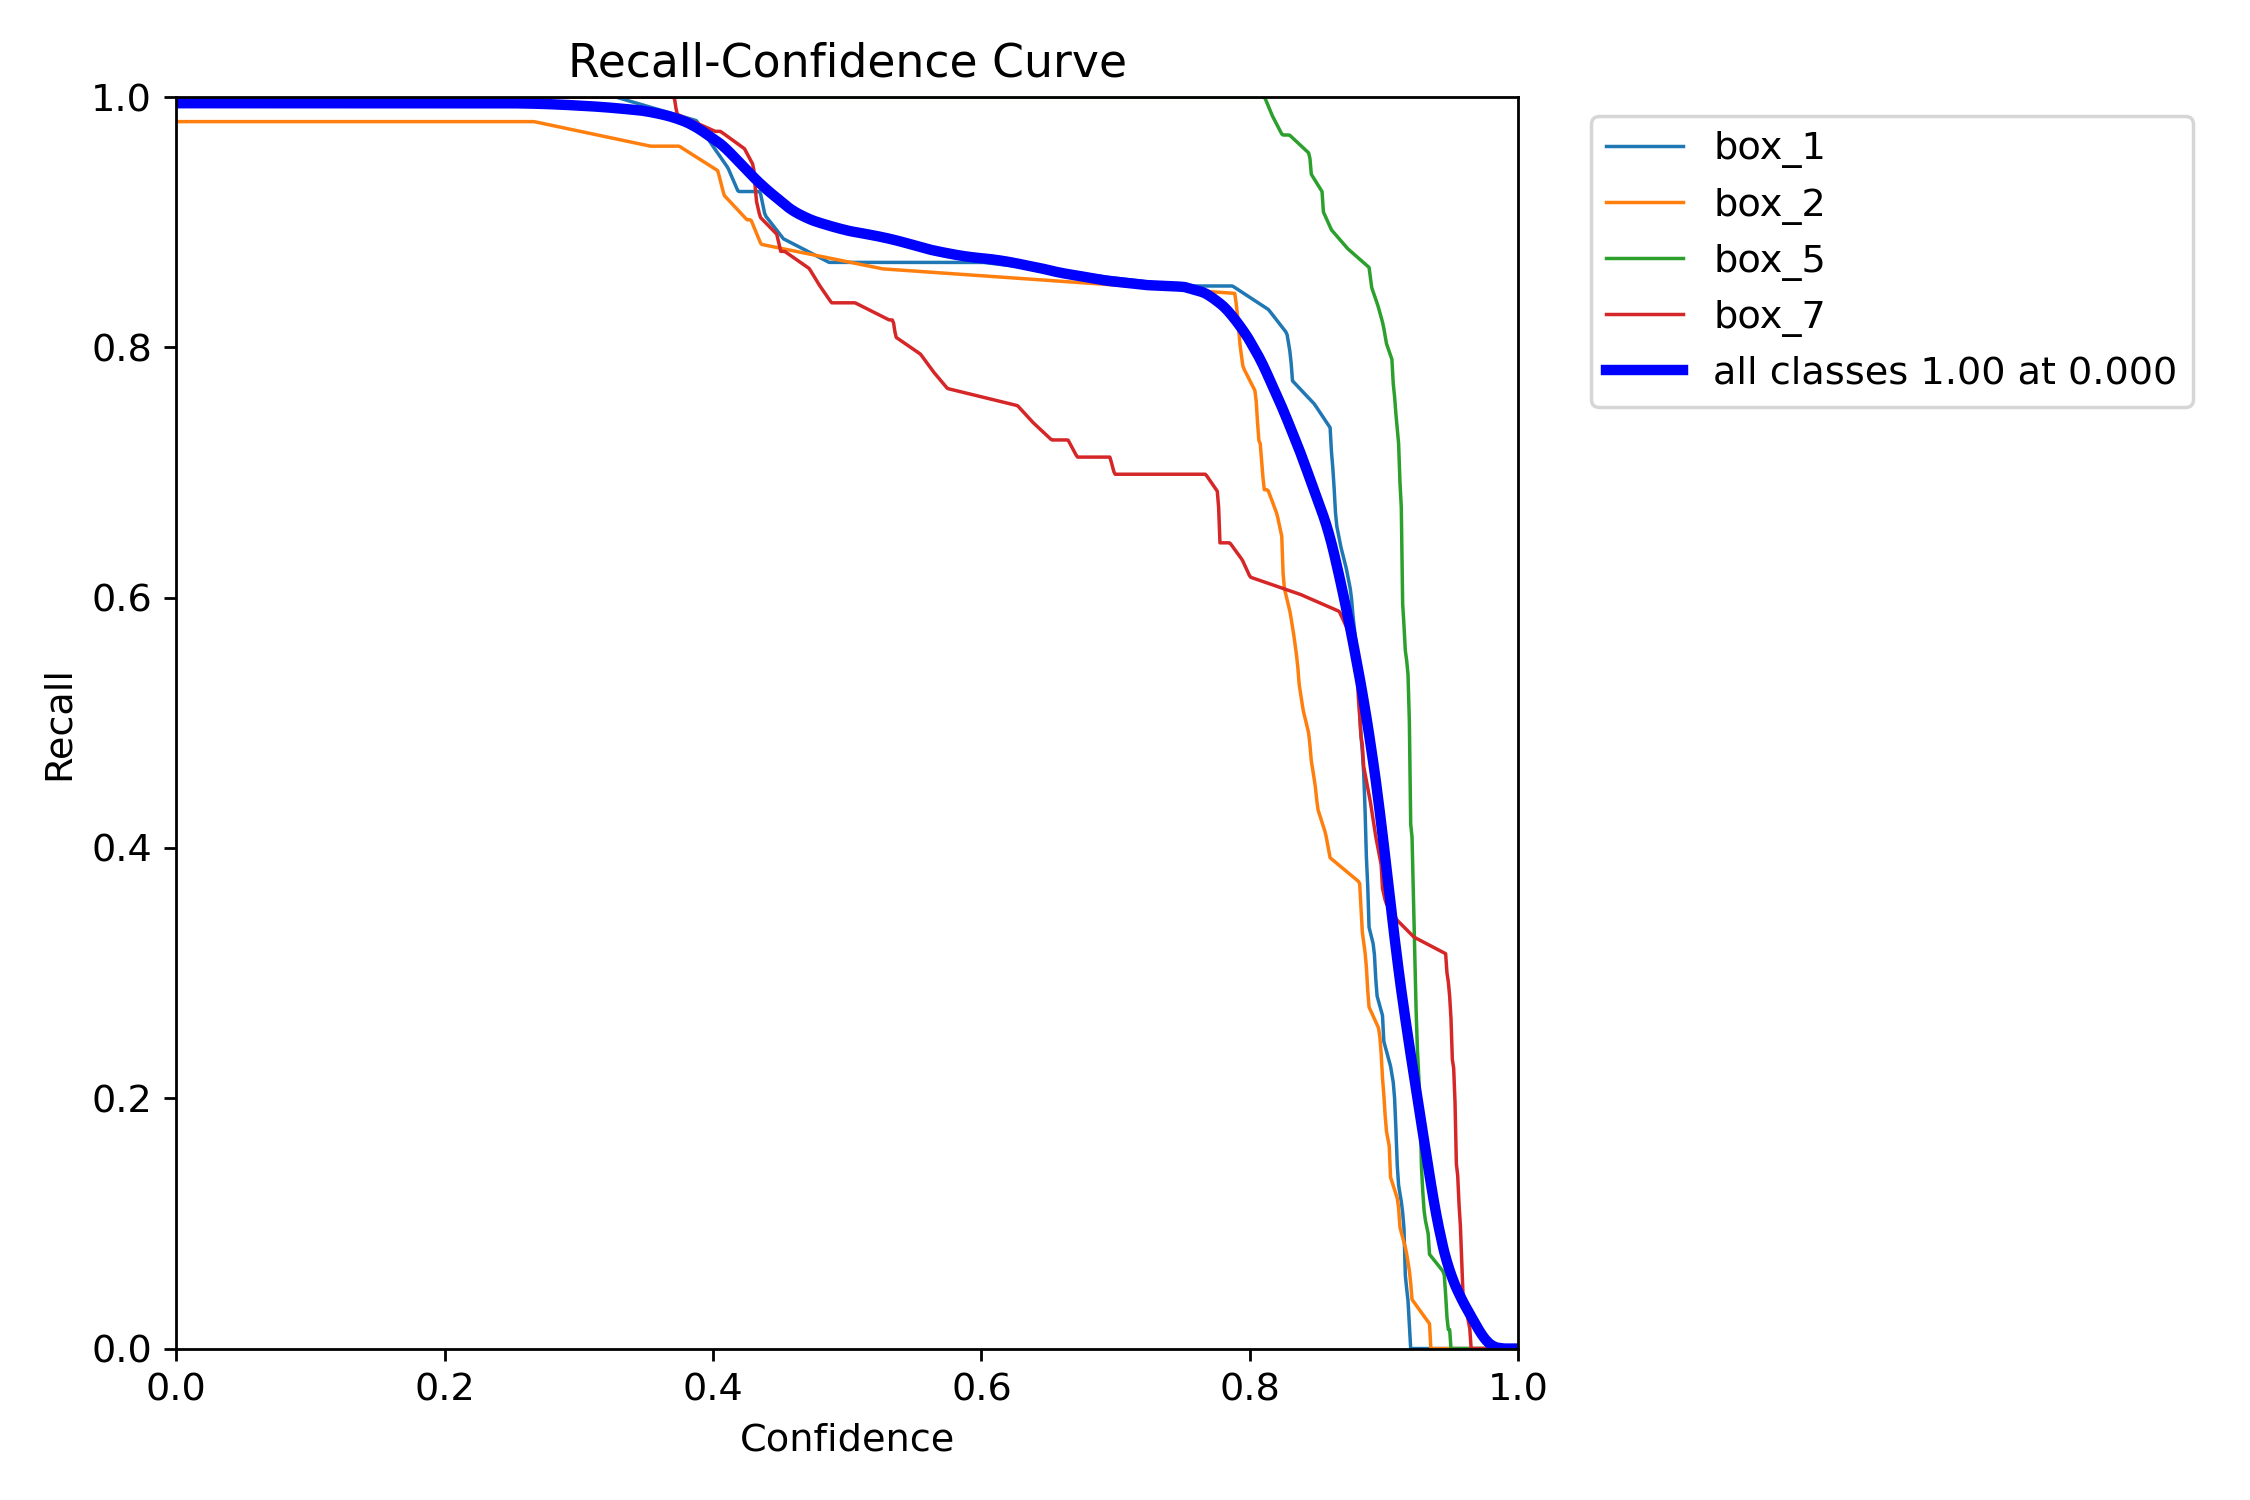 Recall-Confidence Curve
1.0
0.8
0.6
0.4
0.2
0.0
Recall
0.0 0.2 0.4 0.6 0.8 1.0
Confidence
box_1
box_2
box_5
box_7
all classes 1.00 at 0.000